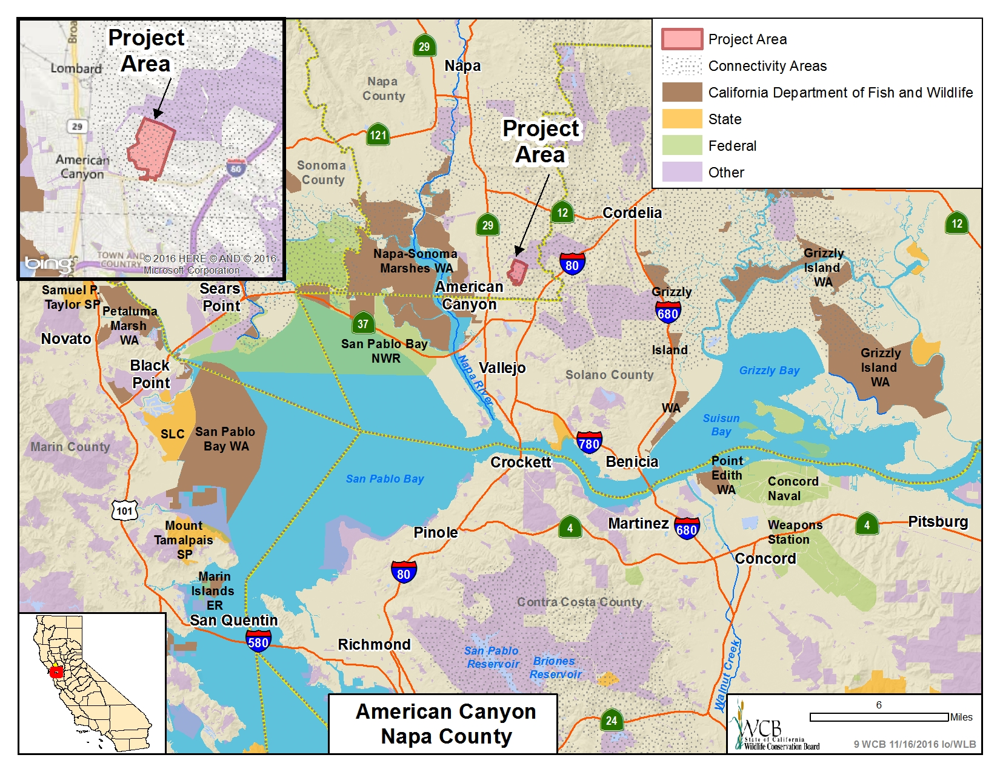 Project
Area
Broa
Lombard
29
American
Canyon
80
TOWN AND
COUNTRY
bing
© 2016 HERE © AND © 2016
Microsoft Corporation
Project Area
Connectivity Areas
California Department of Fish and Wildlife
State
Federal
Other
29
Napa
Napa
County
121
Sonoma
County
Project
Area
12
Cordelia
29
12
80
Napa-Sonoma
Marshes WA
American
Canyon
Grizzly
Island
WA
Grizzly
680
Island
WA
Samuel P.
Taylor SP
Sears
Point
Petaluma
Marsh
WA
Novato
37
San Pablo Bay
NWR
Black
Point
Napa River
Vallejo
Solano County
Grizzly Bay
Grizzly
Island
WA
Suisun
Bay
SLC
San Pablo
Bay WA
Marin County
780
Crockett
Benicia
Point
Edith
WA
San Pablo Bay
Concord
Naval
Weapons
Station
101
Mount
Tamalpais
SP
Pinole
4
Martinez
680
4
Pitsburg
Concord
80
Marin
Islands
ER
San Quentin
580
Contra Costa County
Richmond
San Pablo
Reservoir
Briones
Reservoir
Walnut Creek
24
American Canyon
Napa County
6
Miles
WCB
State of California
Wildlife Conservation Board
9 WCB 11/16/2016 lo/WLB